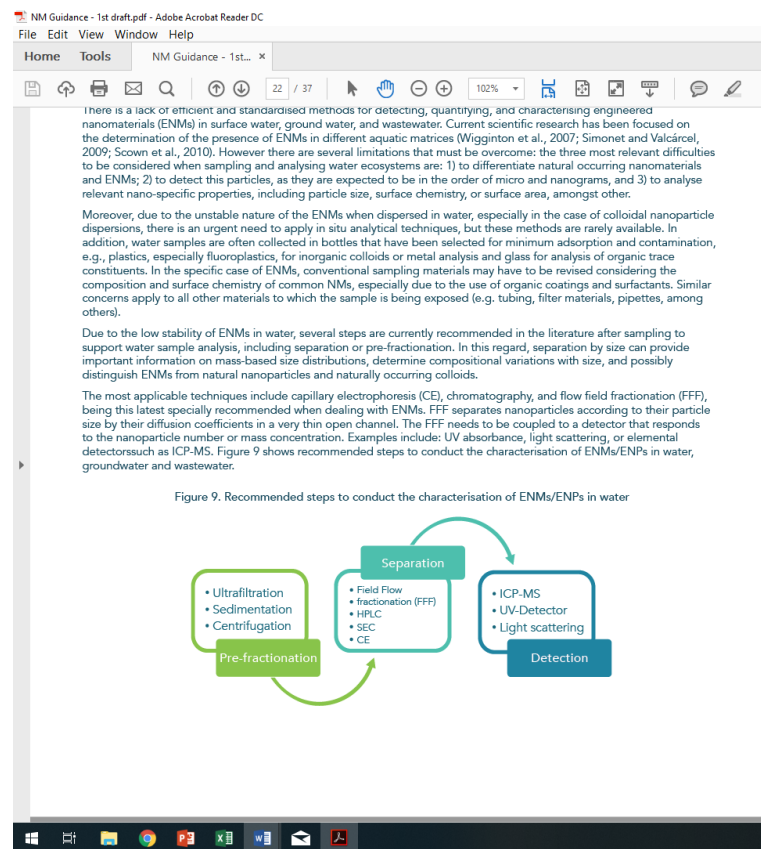 NM Guidance - 1st draft.pdf - Adobe Acrobat Reader DC
File Edit View Window Help
Home Tools NM Guidance - 1st... ×
22 / 37 102%
There is a lack of efficient and standardised methods for detecting, quantifying, and characterising engineered
nanomaterials (ENMs) in surface water, ground water, and wastewater. Current scientific research has been focused on
the determination of the presence of ENMs in different aquatic matrices (Wigginton et al., 2007; Simonet and Valcárcel,
2009; Scown et al., 2010). However there are several limitations that must be overcome: the three most relevant difficulties
to be considered when sampling and analysing water ecosystems are: 1) to differentiate natural occurring nanomaterials
and ENMs; 2) to detect this particles, as they are expected to be in the order of micro and nanograms, and 3) to analyse
relevant nano-specific properties, including particle size, surface chemistry, or surface area, amongst other.
Moreover, due to the unstable nature of the ENMs when dispersed in water, especially in the case of colloidal nanoparticle
dispersions, there is an urgent need to apply in situ analytical techniques, but these methods are rarely available. In
addition, water samples are often collected in bottles that have been selected for minimum adsorption and contamination,
e.g., plastics, especially fluoroplastics, for inorganic colloids or metal analysis and glass for analysis of organic trace
constituents. In the specific case of ENMs, conventional sampling materials may have to be revised considering the
composition and surface chemistry of common NMs, especially due to the use of organic coatings and surfactants. Similar
concerns apply to all other materials to which the sample is being exposed (e.g. tubing, filter materials, pipettes, among
others).
Due to the low stability of ENMs in water, several steps are currently recommended in the literature after sampling to
support water sample analysis, including separation or pre-fractionation. In this regard, separation by size can provide
important information on mass-based size distributions, determine compositional variations with size, and possibly
distinguish ENMs from natural nanoparticles and naturally occurring colloids.
The most applicable techniques include capillary electrophoresis (CE), chromatography, and flow field fractionation (FFF),
being this latest specially recommended when dealing with ENMs. FFF separates nanoparticles according to their particle
size by their diffusion coefficients in a very thin open channel. The FFF needs to be coupled to a detector that responds
to the nanoparticle number or mass concentration. Examples include: UV absorbance, light scattering, or elemental
detectorssuch as ICP-MS. Figure 9 shows recommended steps to conduct the characterisation of ENMs/ENPs in water,
groundwater and wastewater.
Figure 9. Recommended steps to conduct the characterisation of ENMs/ENPs in water
• Ultrafiltration
• Sedimentation
• Centrifugation
Pre-fractionation
Separation
• Field Flow
• fractionation (FFF)
• HPLC
• SEC
• CE
• ICP-MS
• UV-Detector
• Light scattering
Detection